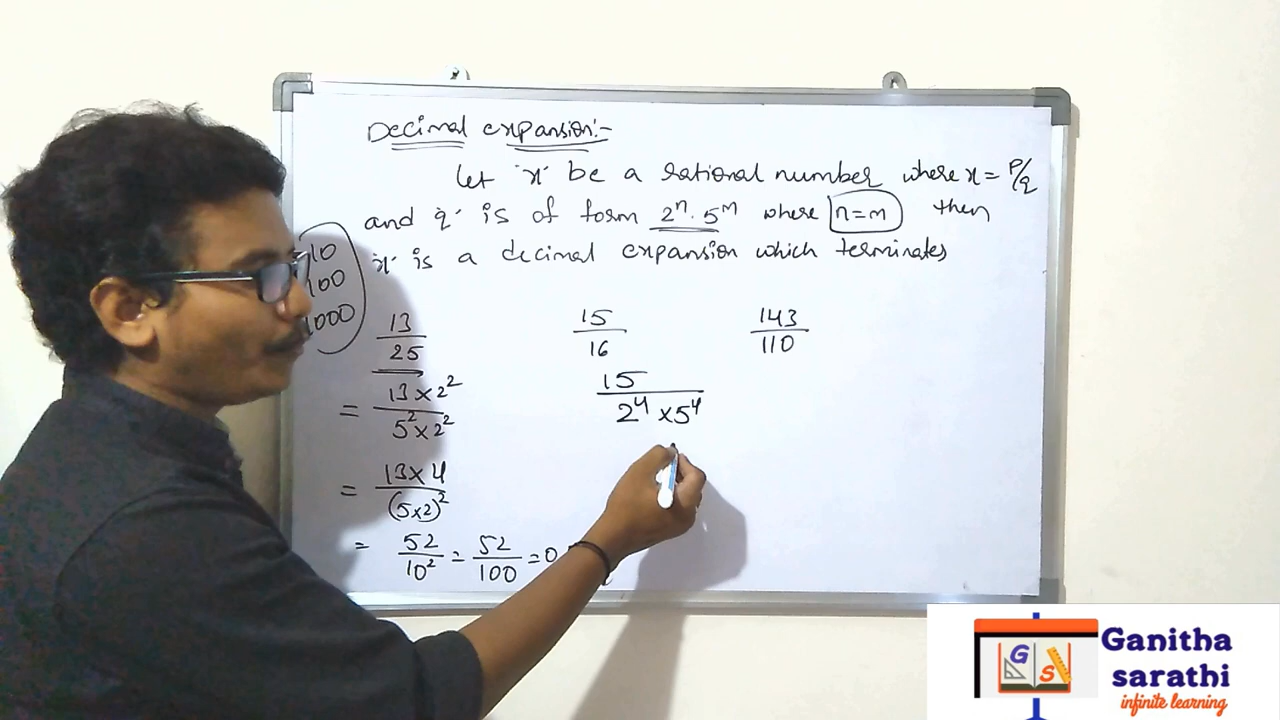 Decimal expansion:-
Let 'x' be a rational number where x = P/q
and 'q' is of form 2ⁿ · 5ᵐ where n=m then
'x' is a decimal expansion which terminates
10
100
1000
13/25
= 13×2²/5²×2²
= 13×4/(5×2)²
= 52/10² = 52/100 = 0
15/16
15/2⁴ ×5⁴
143/110
G S
Ganitha
sarathi
infinite learning